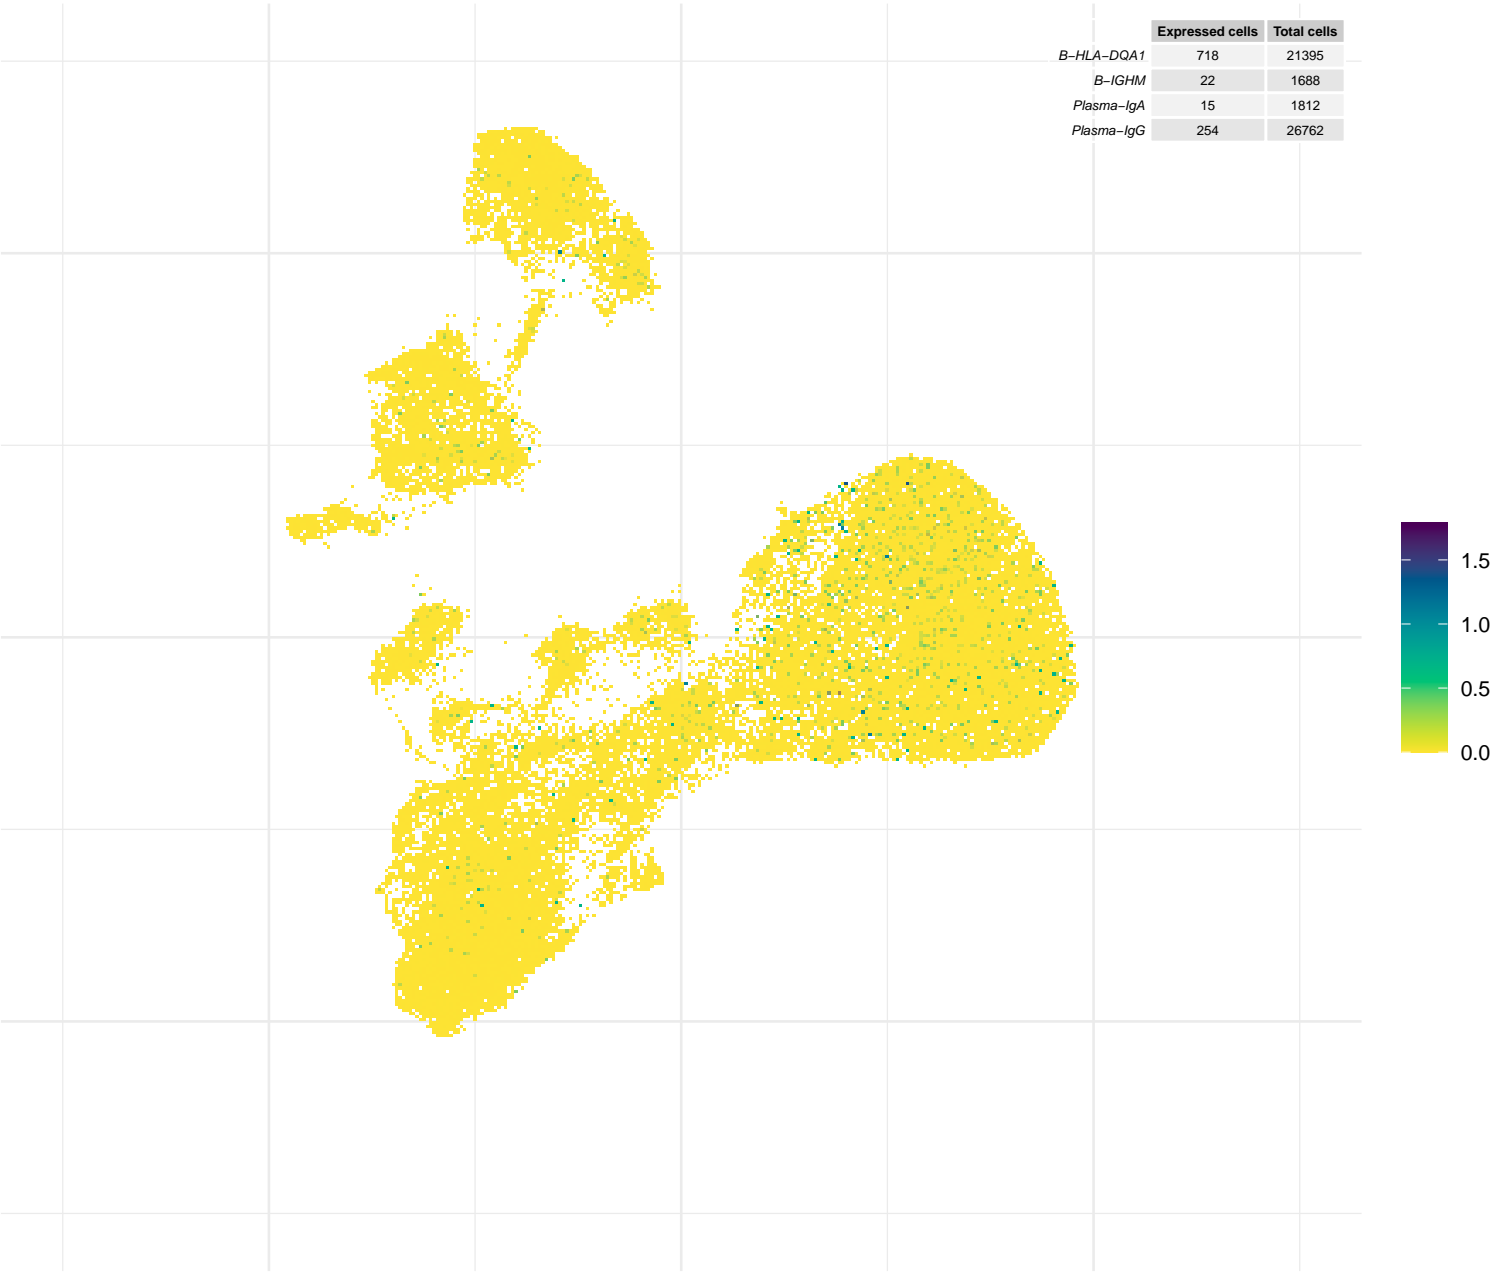 Expressed cells Total cells
B−HLA−DQA1 718 21395
B−IGHM 22 1688
Plasma−IgA 15 1812
Plasma−IgG 254 26762
1.5
1.0
0.5
0.0